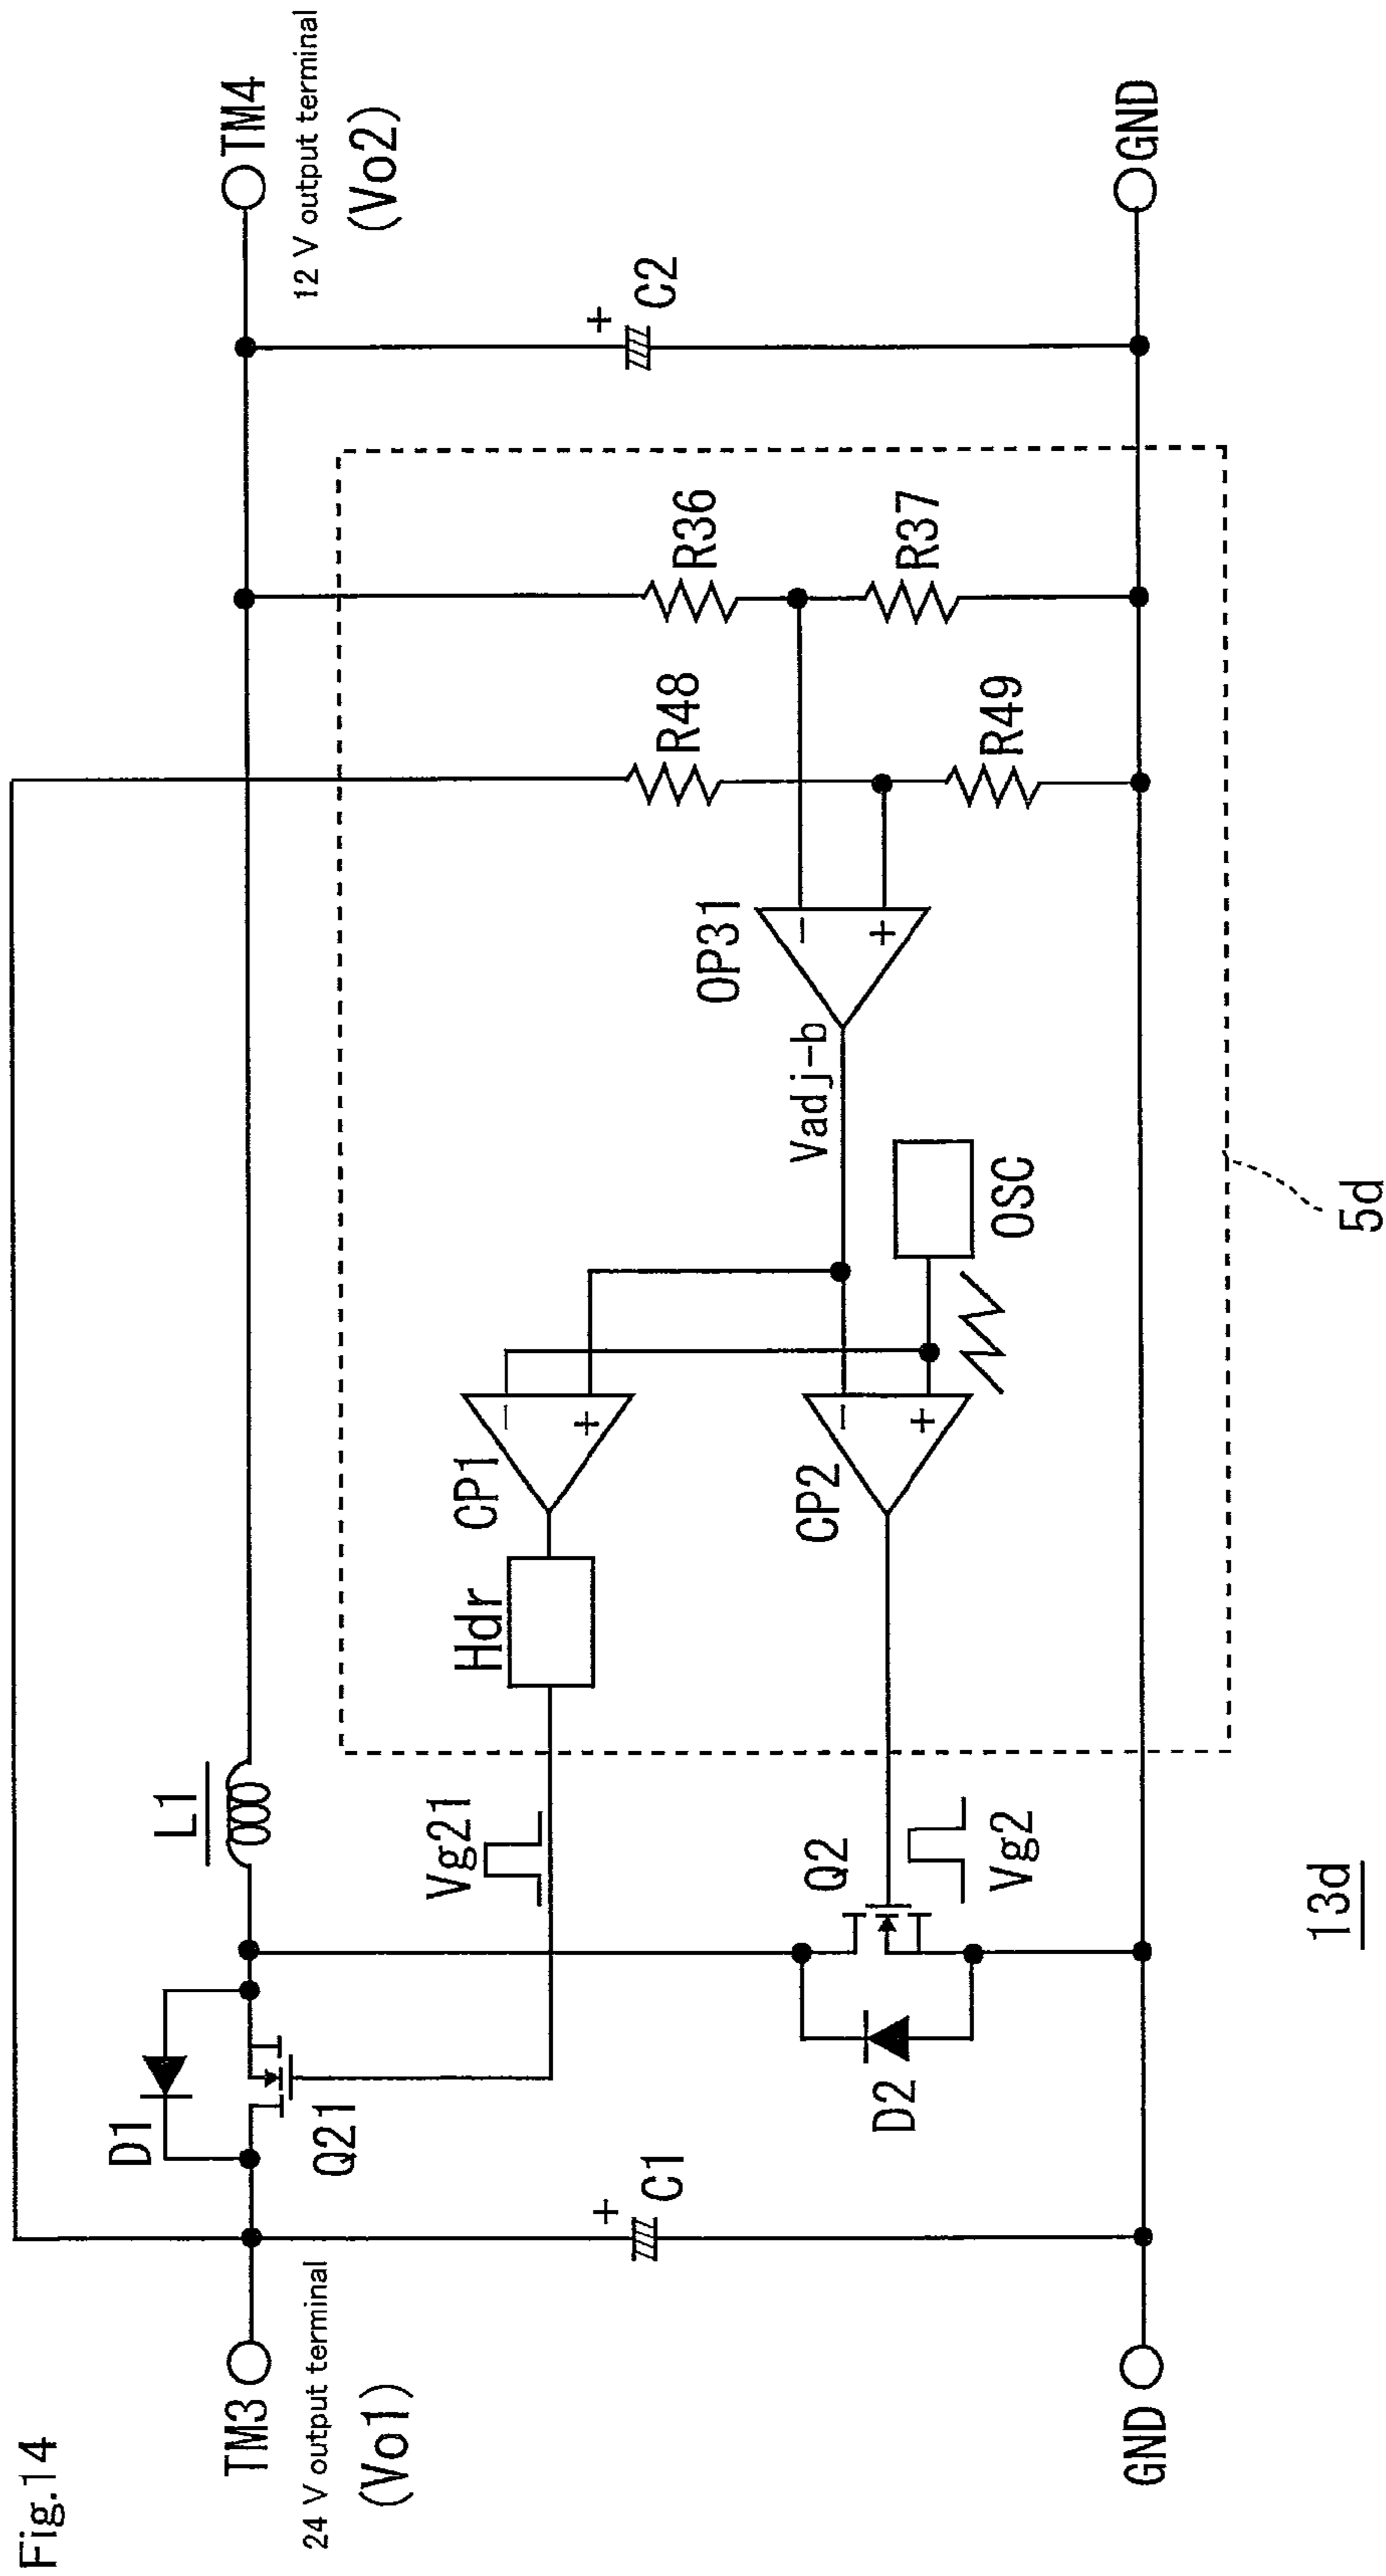 Fig.14
TM3
24 V output terminal
(Vo1)
GND
D1
Q21
C1
+
L1
Vg21
Q2
Vg2
D2
Hdr
CP1
-
+
CP2
-
+
OSC
Vadj-b
OP31
-
+
R48
R49
R36
R37
C2
+
TM4
12 V output terminal
(Vo2)
GND
5d
13d